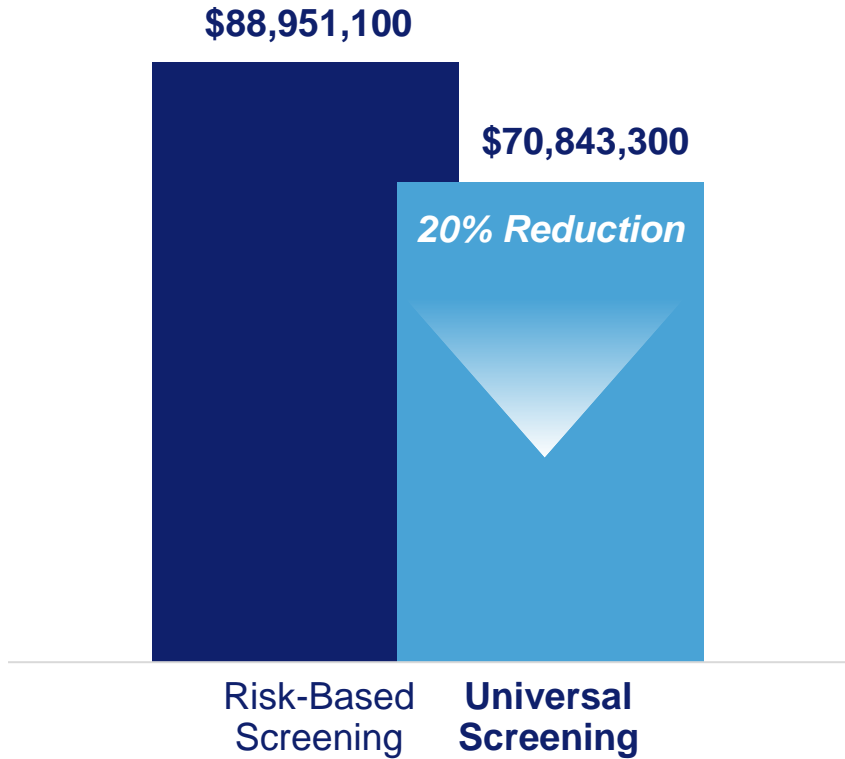 $88,951,100
$70,843,300
20% Reduction
Risk-Based
Screening
Universal
Screening